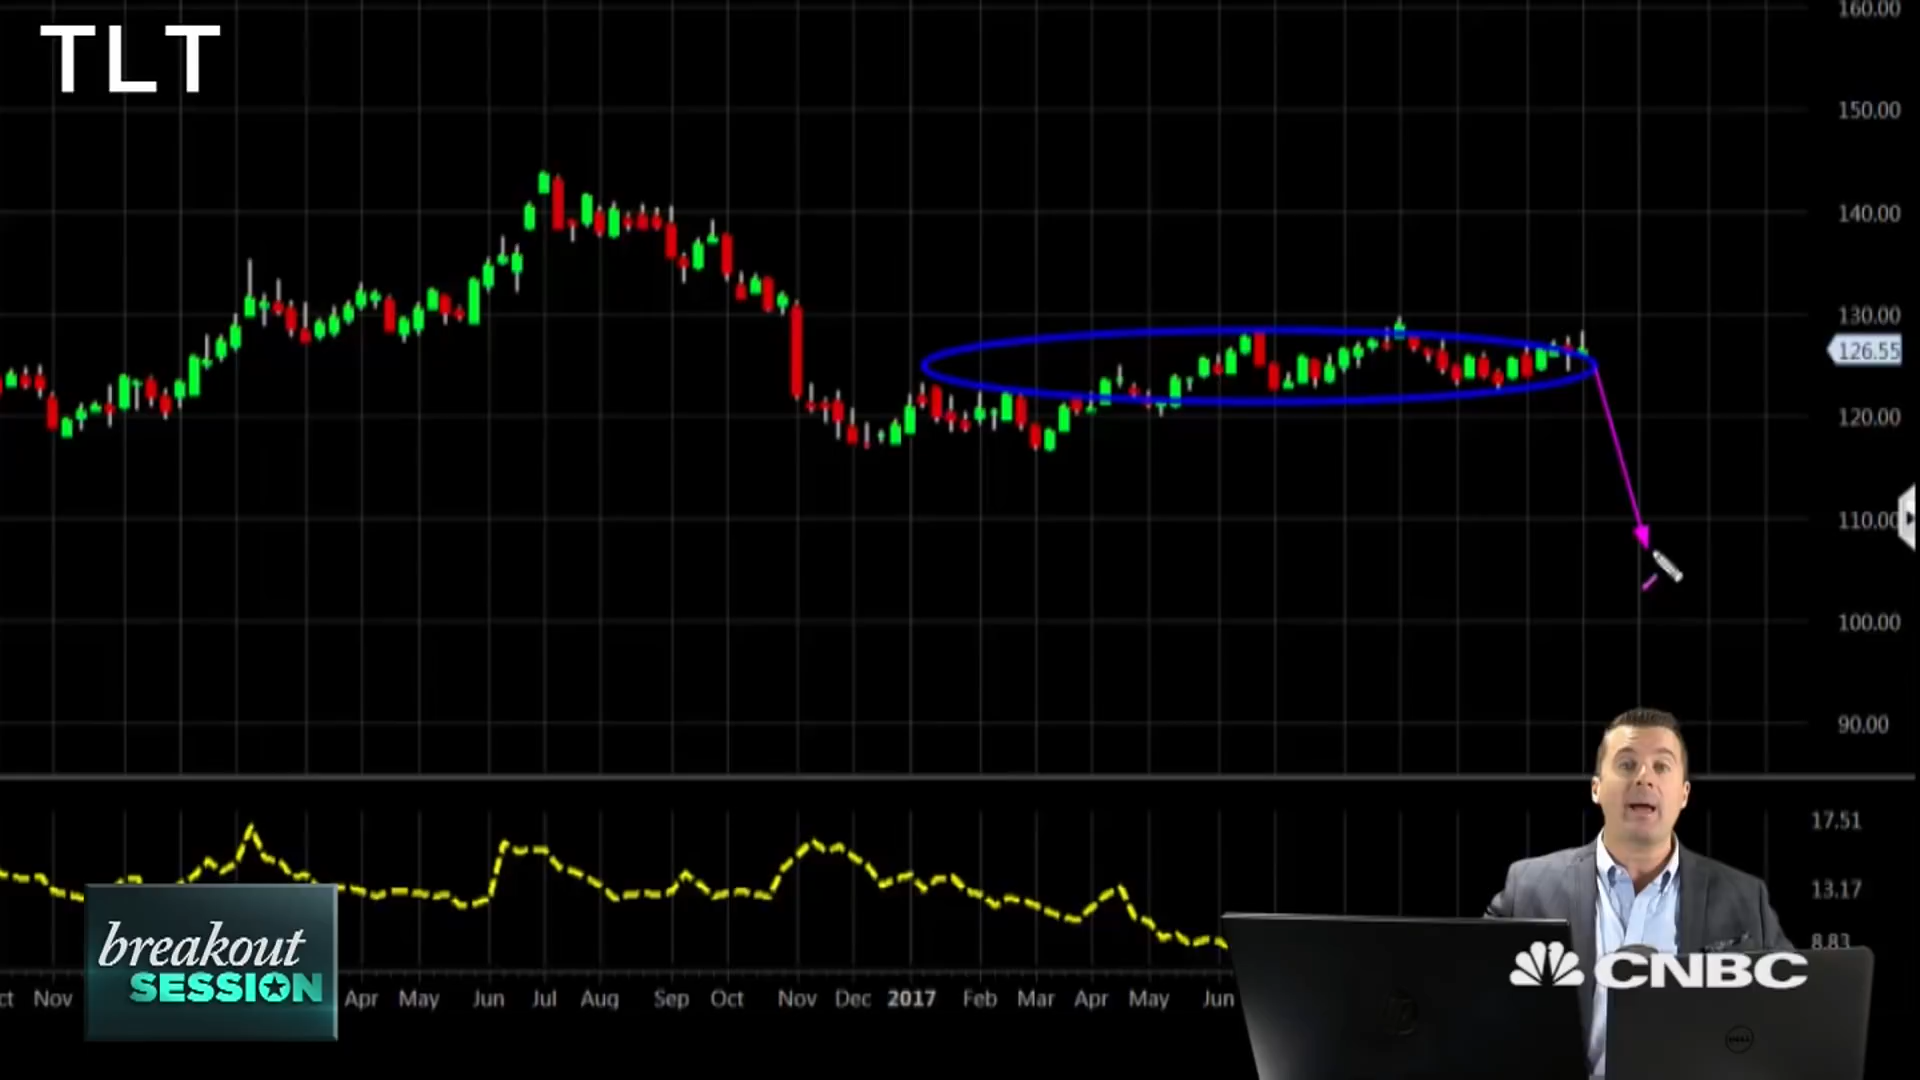 TLT
160.00
150.00
140.00
130.00
126.55
120.00
110.00
100.00
90.00
17.51
13.17
8.83
breakout
SESSION
CNBC
ct Nov Apr May Jun Jul Aug Sep Oct Nov Dec 2017 Feb Mar Apr May Jun
hp
DELL